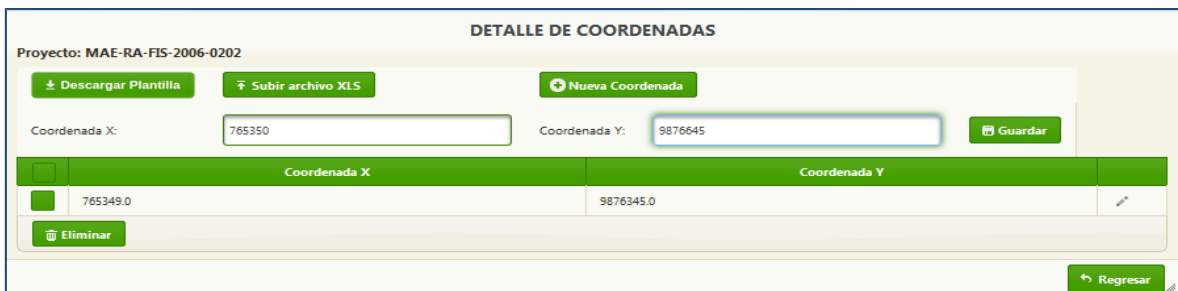 DETALLE DE COORDENADAS
Proyecto: MAE-RA-FIS-2006-0202
Descargar Plantilla Subir archivo XLS Nueva Coordenada
Coordenada X: 765350 Coordenada Y: 9876645 Guardar
Coordenada X Coordenada Y
765349.0 9876345.0
Eliminar
Regresar